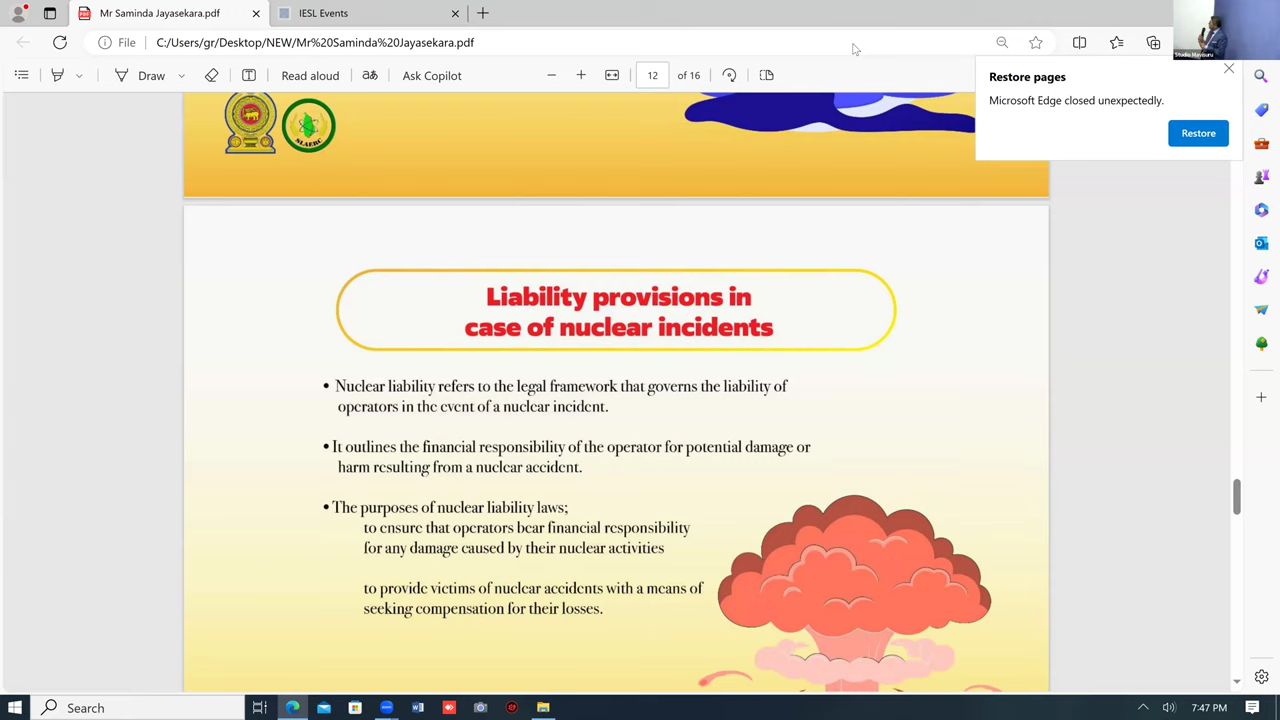 Mr Saminda Jayasekara.pdf
IESL Events
File
C:/Users/gr/Desktop/NEW/Mr%20Saminda%20Jayasekara.pdf
Studio Mawburu
Draw
Read aloud
aあ
Ask Copilot
12 of 16
Restore pages
Microsoft Edge closed unexpectedly.
Restore
SLAERC
Liability provisions in
case of nuclear incidents
• Nuclear liability refers to the legal framework that governs the liability of
operators in the event of a nuclear incident.
• It outlines the financial responsibility of the operator for potential damage or
harm resulting from a nuclear accident.
• The purposes of nuclear liability laws;
to ensure that operators bear financial responsibility
for any damage caused by their nuclear activities
to provide victims of nuclear accidents with a means of
seeking compensation for their losses.
Search
7:47 PM